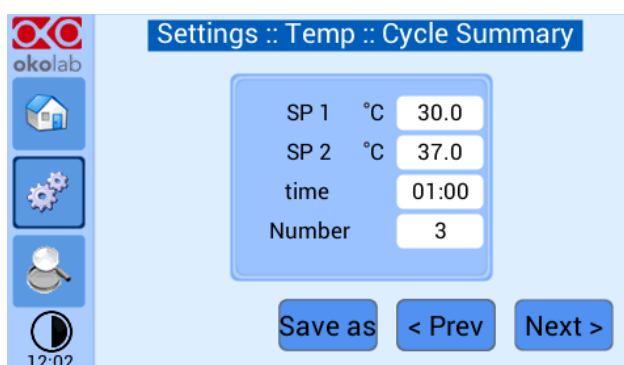 Settings :: Temp :: Cycle Summary
okolab
SP 1 °C 30.0
SP 2 °C 37.0
time 01:00
Number 3
Save as < Prev Next >
12:02